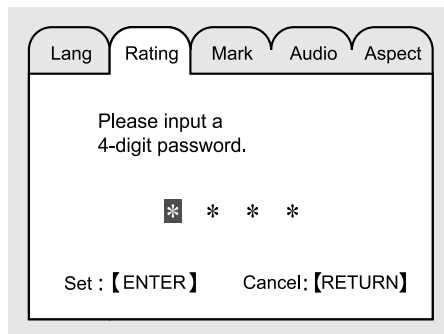 Lang Rating Mark Audio Aspect
Please input a
4-digit password.
* * * *
Set :【ENTER】 Cancel:【RETURN】